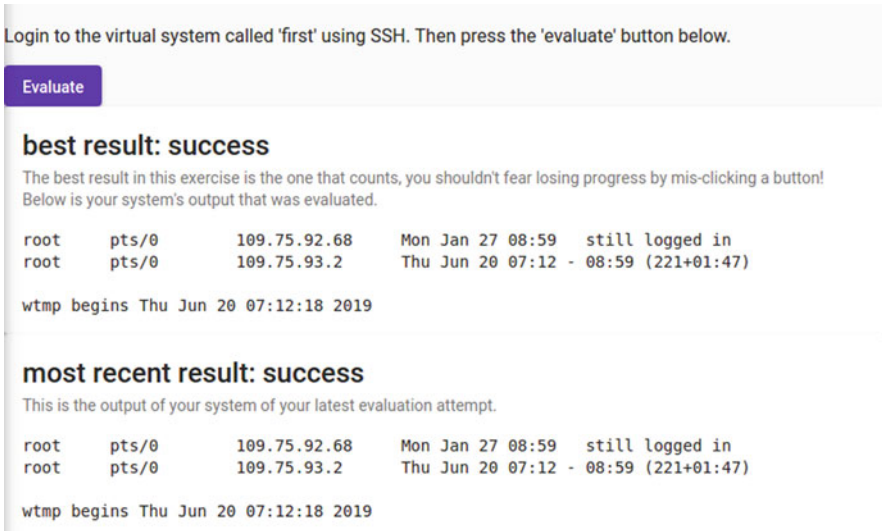 Login to the virtual system called 'first' using SSH. Then press the 'evaluate' button below.
Evaluate
best result: success
The best result in this exercise is the one that counts, you shouldn't fear losing progress by mis-clicking a button!
Below is your system's output that was evaluated.
root     pts/0        109.75.92.68     Mon Jan 27 08:59   still logged in
root     pts/0        109.75.93.2      Thu Jun 20 07:12 - 08:59 (221+01:47)
wtmp begins Thu Jun 20 07:12:18 2019
most recent result: success
This is the output of your system of your latest evaluation attempt.
root     pts/0        109.75.92.68     Mon Jan 27 08:59   still logged in
root     pts/0        109.75.93.2      Thu Jun 20 07:12 - 08:59 (221+01:47)
wtmp begins Thu Jun 20 07:12:18 2019